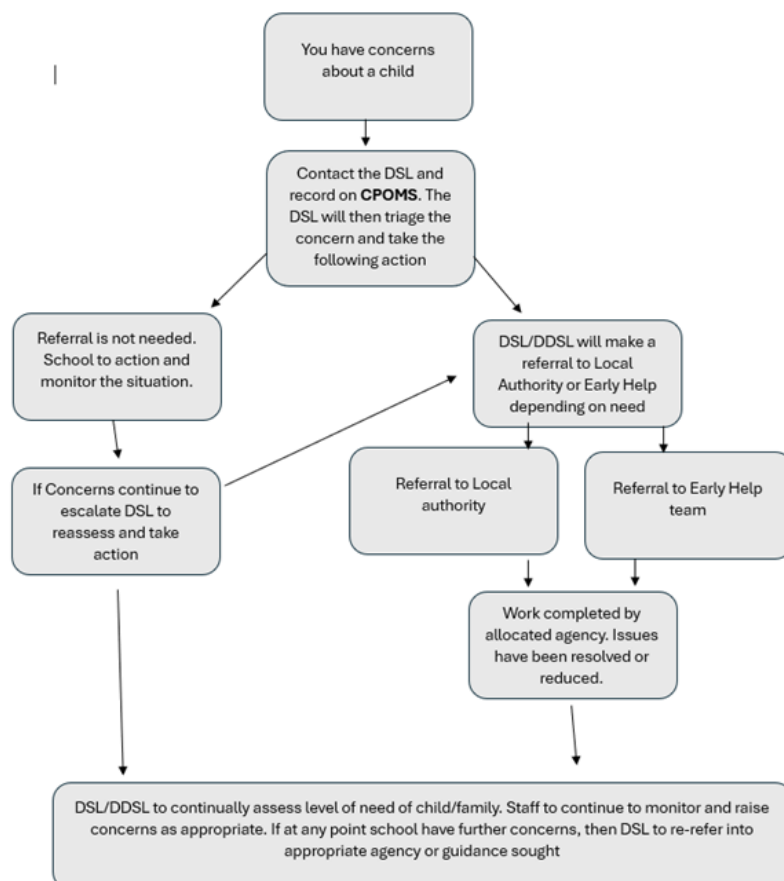 You have concerns
about a child
Contact the DSL and
record on CPOMS. The
DSL will then triage the
concern and take the
following action
Referral is not needed.
School to action and
monitor the situation.
DSL/DDSL will make a
referral to Local
Authority or Early Help
depending on need
If Concerns continue to
escalate DSL to
reassess and take
action
Referral to Local
authority
Referral to Early Help
team
Work completed by
allocated agency. Issues
have been resolved or
reduced.
DSL/DDSL to continually assess level of need of child/family. Staff to continue to monitor and raise
concerns as appropriate. If at any point school have further concerns, then DSL to re-refer into
appropriate agency or guidance sought